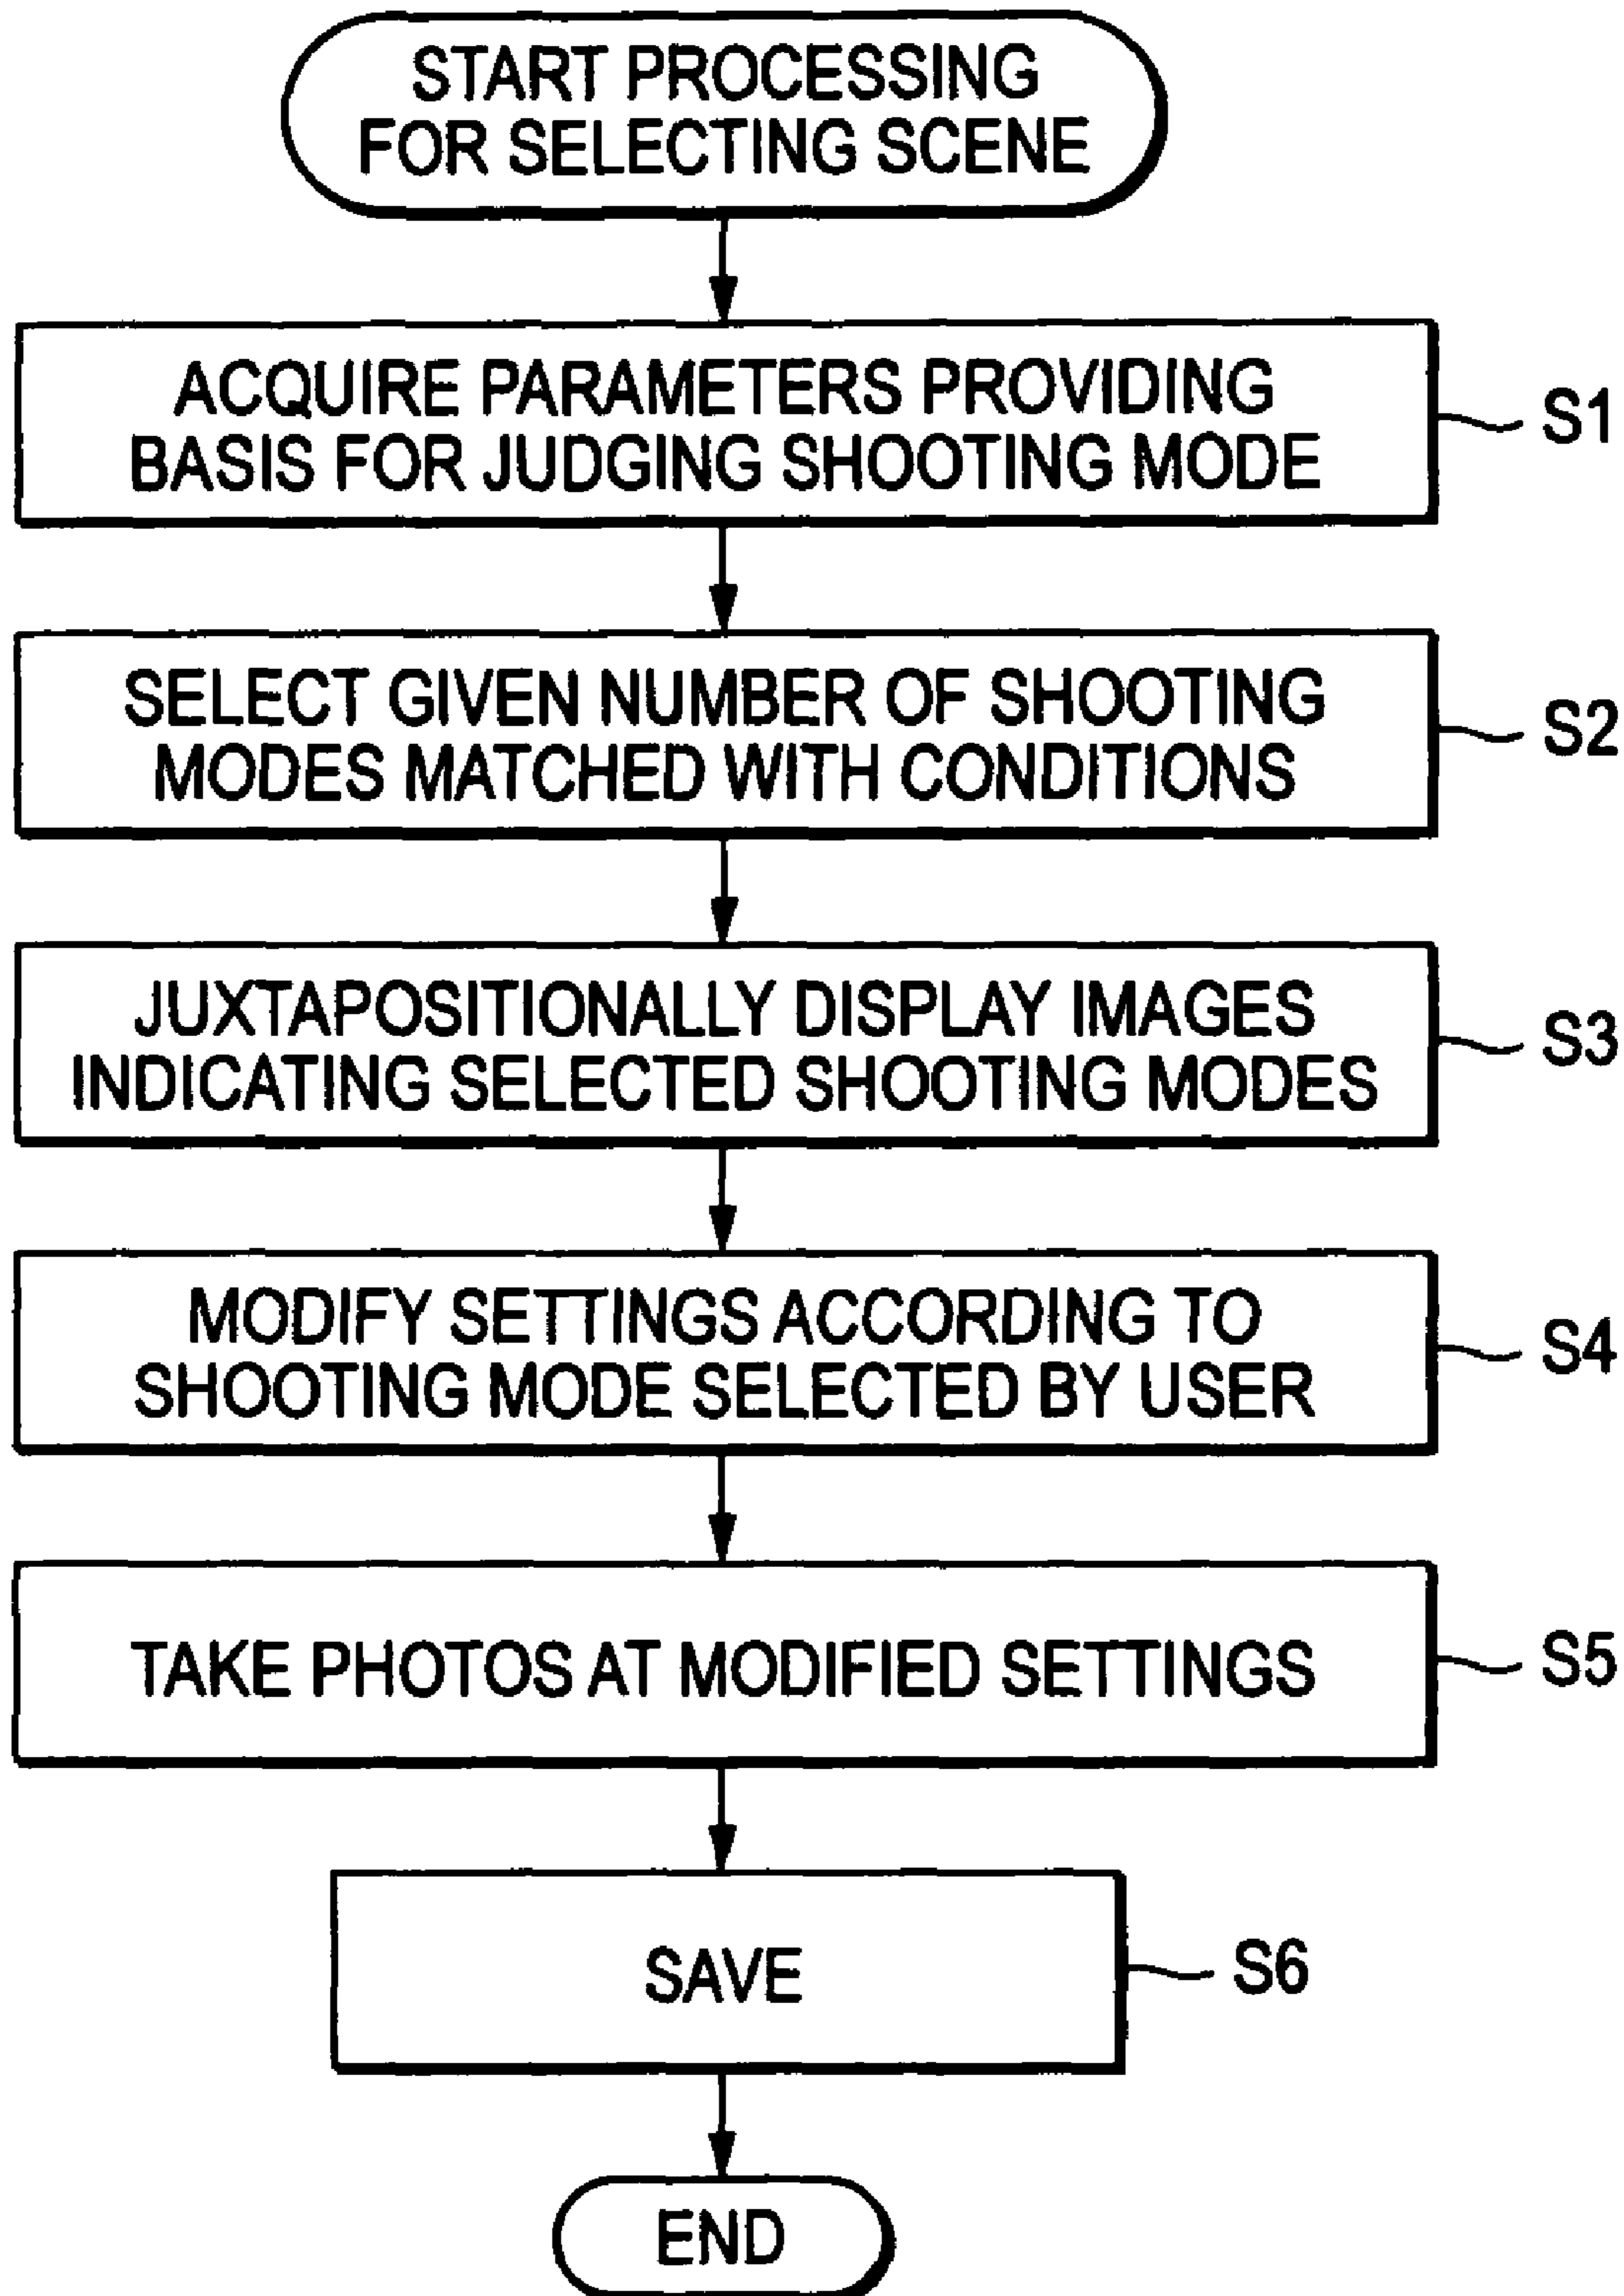 START PROCESSING
FOR SELECTING SCENE
ACQUIRE PARAMETERS PROVIDING
BASIS FOR JUDGING SHOOTING MODE
S1
SELECT GIVEN NUMBER OF SHOOTING
MODES MATCHED WITH CONDITIONS
S2
JUXTAPOSITIONALLY DISPLAY IMAGES
INDICATING SELECTED SHOOTING MODES
S3
MODIFY SETTINGS ACCORDING TO
SHOOTING MODE SELECTED BY USER
S4
TAKE PHOTOS AT MODIFIED SETTINGS
S5
SAVE
S6
END